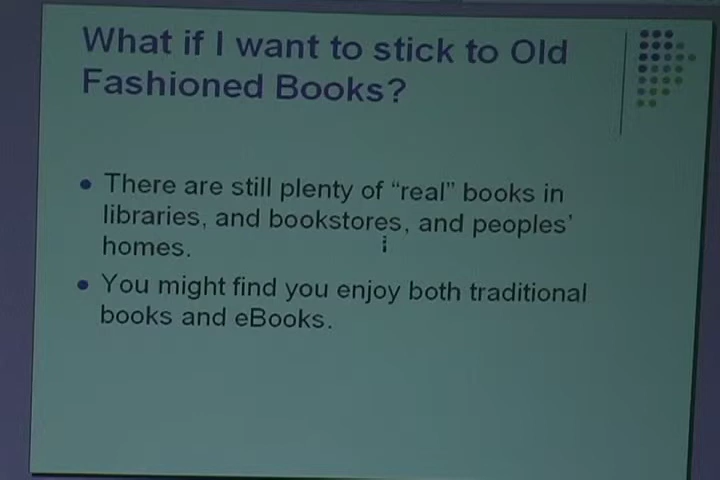 What if I want to stick to Old
Fashioned Books?
• There are still plenty of “real” books in
libraries, and bookstores, and peoples’
homes.
• You might find you enjoy both traditional
books and eBooks.